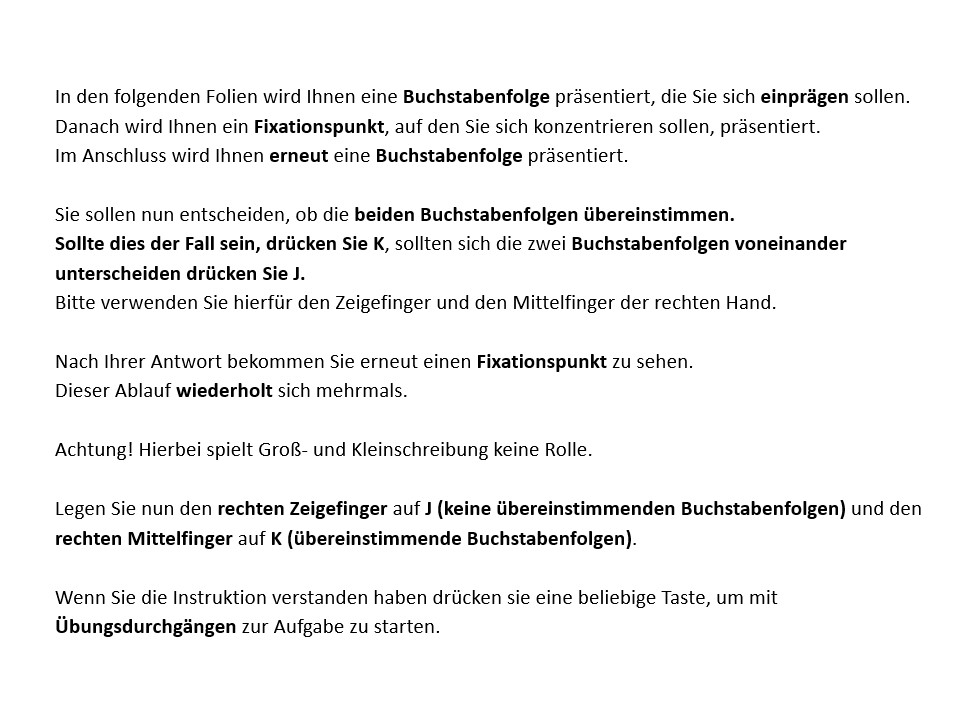 In den folgenden Folien wird Ihnen eine Buchstabenfolge präsentiert, die Sie sich einprägen sollen.
Danach wird Ihnen ein Fixationspunkt, auf den Sie sich konzentrieren sollen, präsentiert.
Im Anschluss wird Ihnen erneut eine Buchstabenfolge präsentiert.
Sie sollen nun entscheiden, ob die beiden Buchstabenfolgen übereinstimmen.
Sollte dies der Fall sein, drücken Sie K, sollten sich die zwei Buchstabenfolgen voneinander
unterscheiden drücken Sie J.
Bitte verwenden Sie hierfür den Zeigefinger und den Mittelfinger der rechten Hand.
Nach Ihrer Antwort bekommen Sie erneut einen Fixationspunkt zu sehen.
Dieser Ablauf wiederholt sich mehrmals.
Achtung! Hierbei spielt Groß- und Kleinschreibung keine Rolle.
Legen Sie nun den rechten Zeigefinger auf J (keine übereinstimmenden Buchstabenfolgen) und den
rechten Mittelfinger auf K (übereinstimmende Buchstabenfolgen).
Wenn Sie die Instruktion verstanden haben drücken sie eine beliebige Taste, um mit
Übungsdurchgängen zur Aufgabe zu starten.